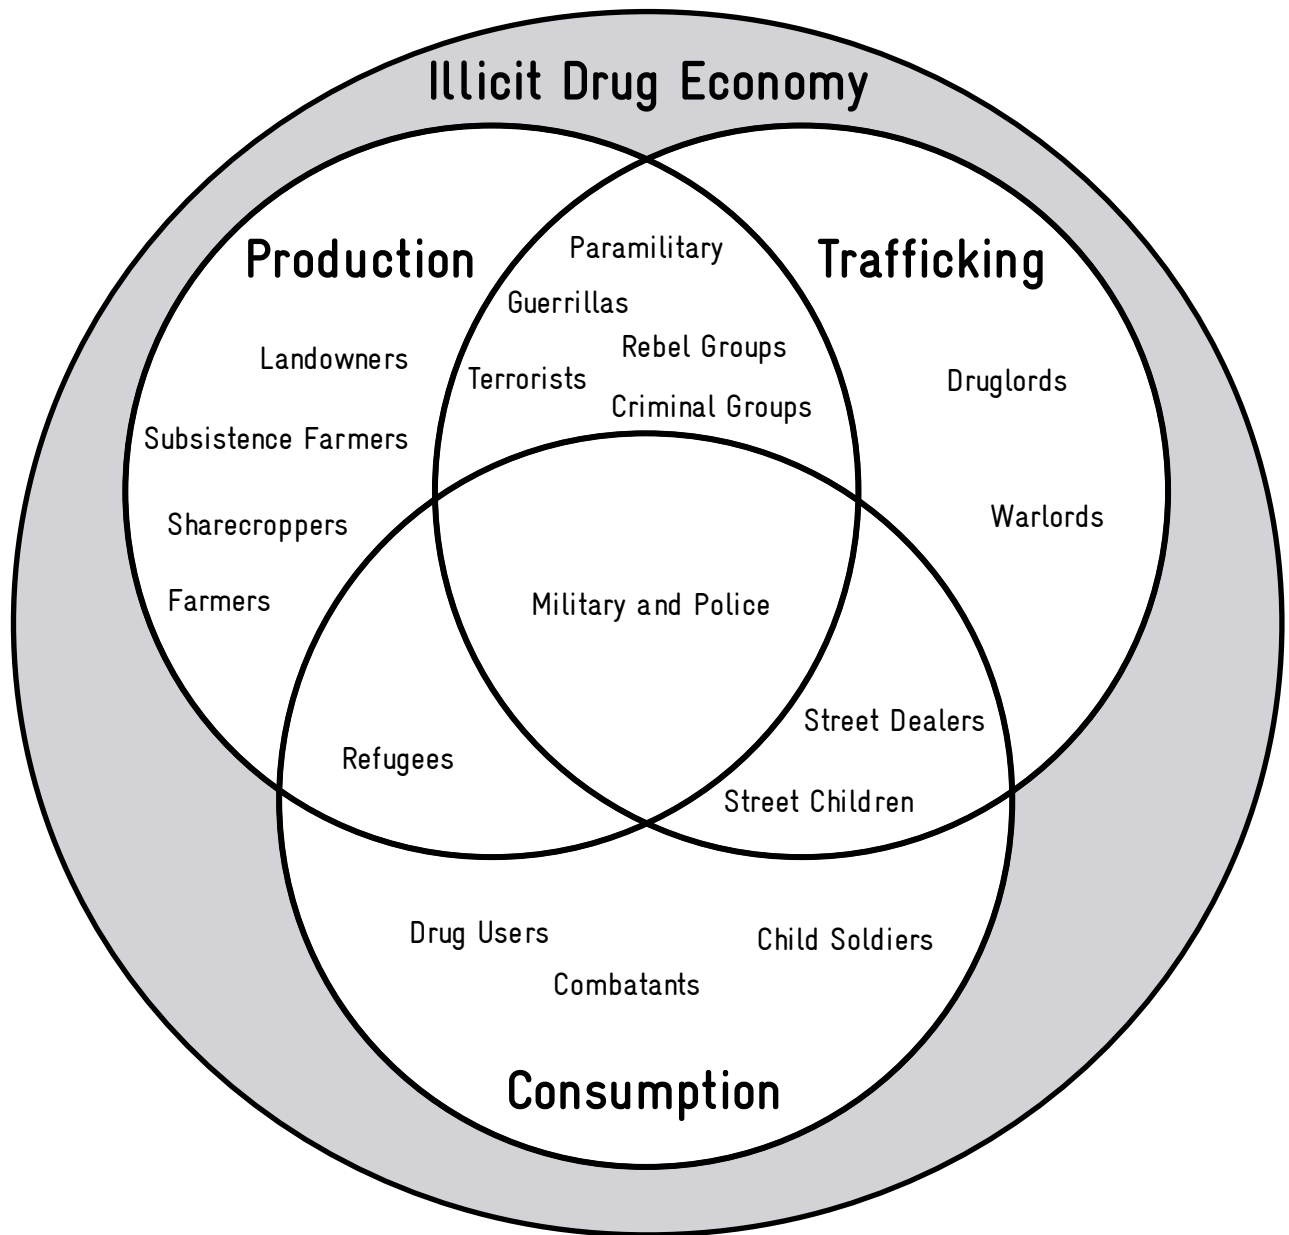 Illicit Drug Economy
Production
Trafficking
Paramilitary
Guerrillas
Rebel Groups
Landowners
Terrorists
Druglords
Criminal Groups
Subsistence Farmers
Warlords
Sharecroppers
Farmers
Military and Police
Street Dealers
Refugees
Street Children
Drug Users
Child Soldiers
Combatants
Consumption